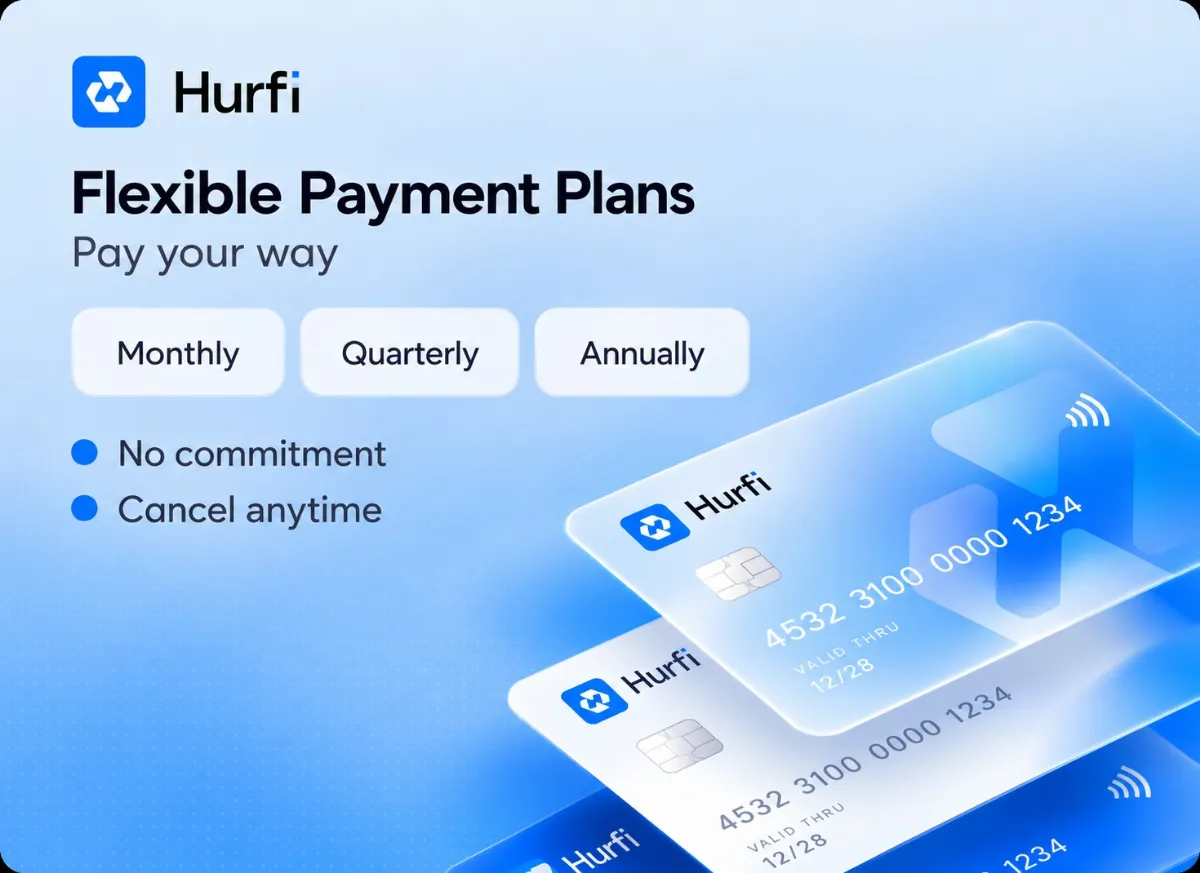 Hurfi
Flexible Payment Plans
Pay your way
Monthly
Quarterly
Annually
No commitment
Cancel anytime
Hurfi
4532 3100 0000 1234
VALID THRU
12/28
Hurfi
4532 3100 0000 1234
VALID THRU
12/28
Hurfi
1234